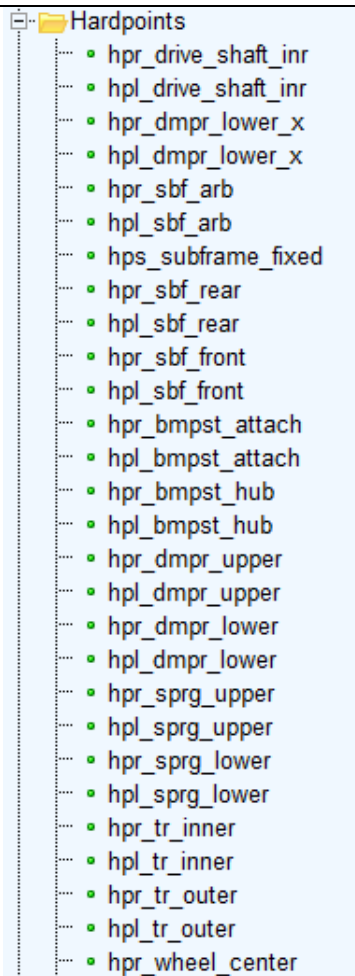 Hardpoints
hpr_drive_shaft_inr
hpl_drive_shaft_inr
hpr_dmpr_lower_x
hpl_dmpr_lower_x
hpr_sbf_arb
hpl_sbf_arb
hps_subframe_fixed
hpr_sbf_rear
hpl_sbf_rear
hpr_sbf_front
hpl_sbf_front
hpr_bmpst_attach
hpl_bmpst_attach
hpr_bmpst_hub
hpl_bmpst_hub
hpr_dmpr_upper
hpl_dmpr_upper
hpr_dmpr_lower
hpl_dmpr_lower
hpr_sprg_upper
hpl_sprg_upper
hpr_sprg_lower
hpl_sprg_lower
hpr_tr_inner
hpl_tr_inner
hpr_tr_outer
hpl_tr_outer
hpr_wheel_center